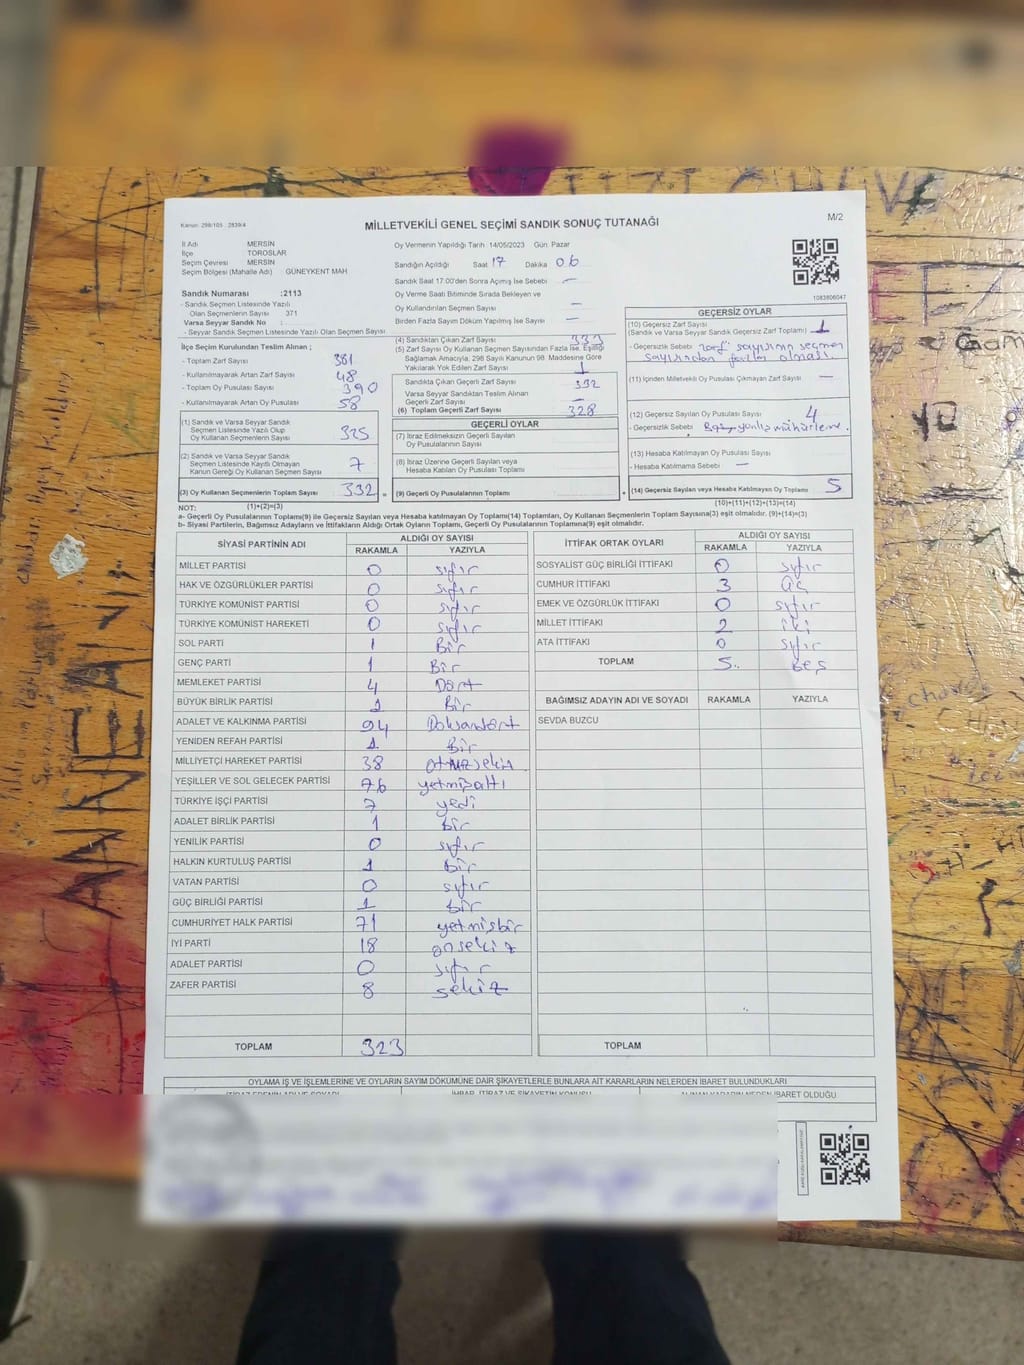 Kanun: 298/105 - 2839/4
MİLLETVEKİLİ GENEL SEÇİMİ SANDIK SONUÇ TUTANAĞI
M/2
İl Adı MERSİN
İlçe TOROSLAR
Seçim Çevresi MERSİN
Seçim Bölgesi (Mahalle Adı) GÜNEYKENT MAH
Sandık Numarası :2113
- Sandık Seçmen Listesinde Yazılı
Olan Seçmenlerin Sayısı : 371
Varsa Seyyar Sandık No :
- Seyyar Sandık Seçmen Listesinde Yazılı Olan Seçmen Sayısı
Oy Vermenin Yapıldığı Tarih :14/05/2023 Gün: Pazar
Sandığın Açıldığı Saat 17 Dakika 06
Sandık Saat 17:00'den Sonra Açımış İse Sebebi —
Oy Verme Saati Bitiminde Sırada Bekleyen ve
Oy Kullandırılan Seçmen Sayısı —
Birden Fazla Sayım Döküm Yapılmış İse Sayısı —
1083806047
İlçe Seçim Kurulundan Teslim Alınan ;
- Toplam Zarf Sayısı 381
- Kullanılmayarak Artan Zarf Sayısı 48
- Toplam Oy Pusulası Sayısı 390
- Kullanılmayarak Artan Oy Pusulası 58
(1) Sandık ve Varsa Seyyar Sandık
Seçmen Listesinde Yazılı Olup
Oy Kullanan Seçmenlerin Sayısı 325
(2) Sandık ve Varsa Seyyar Sandık
Seçmen Listesinde Kayıtlı Olmayan
Kanun Gereği Oy Kullanan Seçmen Sayısı 7
(3) Oy Kullanan Seçmenlerin Toplam Sayısı 332 =
(4) Sandıktan Çıkan Zarf Sayısı 333
(5) Zarf Sayısı Oy Kullanan Seçmen Sayısından Fazla İse, Eşitliği
Sağlamak Amacıyla, 298 Sayılı Kanunun 98. Maddesine Göre
Yakılarak Yok Edilen Zarf Sayısı 1
Sandıkta Çıkan Geçerli Zarf Sayısı 332
Varsa Seyyar Sandıktan Teslim Alınan
Geçerli Zarf Sayısı —
(6) Toplam Geçerli Zarf Sayısı 328
GEÇERLİ OYLAR
(7) İtiraz Edilmeksizin Geçerli Sayılan
Oy Pusulalarının Sayısı
(8) İtiraz Üzerine Geçerli Sayılan veya
Hesaba Katılan Oy Pusulası Toplamı
(9) Geçerli Oy Pusulalarının Toplamı +
GEÇERSİZ OYLAR
(10) Geçersiz Zarf Sayısı
(Sandık ve Varsa Seyyar Sandık Geçersiz Zarf Toplamı) 1
- Geçersizlik Sebebi zarf sayısının seçmen
sayısından fazla olması.
(11) İçinden Milletvekili Oy Pusulası Çıkmayan Zarf Sayısı —
(12) Geçersiz Sayılan Oy Pusulası Sayısı 4
- Geçersizlik Sebebi Boş, yanlış mühürleme.
(13) Hesaba Katılmayan Oy Pusulası Sayısı
- Hesaba Katılmama Sebebi —
(14) Geçersiz Sayılan veya Hesaba Katılmayan Oy Toplamı 5
NOT: (1)+(2)=(3) (10)+(11)+(12)+(13)=(14)
a- Geçerli Oy Pusulalarının Toplamı(9) ile Geçersiz Sayılan veya Hesaba katılmayan Oy Toplamı(14) Toplamları, Oy Kullanan Seçmenlerin Toplam Sayısına(3) eşit olmalıdır. (9)+(14)=(3)
b- Siyasi Partilerin, Bağımsız Adayların ve İttifakların Aldığı Ortak Oyların Toplamı, Geçerli Oy Pusulalarının Toplamına(9) eşit olmalıdır.
SİYASİ PARTİNİN ADI ALDIĞI OY SAYISI
RAKAMLA YAZIYLA
MİLLET PARTİSİ 0 sıfır
HAK VE ÖZGÜRLÜKLER PARTİSİ 0 sıfır
TÜRKİYE KOMÜNİST PARTİSİ 0 sıfır
TÜRKİYE KOMÜNİST HAREKETİ 0 sıfır
SOL PARTİ 1 Bir
GENÇ PARTİ 1 Bir
MEMLEKET PARTİSİ 4 Dört
BÜYÜK BİRLİK PARTİSİ 1 Bir
ADALET VE KALKINMA PARTİSİ 94 Doksandört
YENİDEN REFAH PARTİSİ 1 Bir
MİLLİYETÇİ HAREKET PARTİSİ 38 otuzsekiz
YEŞİLLER VE SOL GELECEK PARTİSİ 76 yetmişaltı
TÜRKİYE İŞÇİ PARTİSİ 7 yedi
ADALET BİRLİK PARTİSİ 1 bir
YENİLİK PARTİSİ 0 sıfır
HALKIN KURTULUŞ PARTİSİ 1 Bir
VATAN PARTİSİ 0 sıfır
GÜÇ BİRLİĞİ PARTİSİ 1 bir
CUMHURİYET HALK PARTİSİ 71 yetmişbir
İYİ PARTİ 18 onsekiz
ADALET PARTİSİ 0 sıfır
ZAFER PARTİSİ 8 sekiz
TOPLAM 323
İTTİFAK ORTAK OYLARI ALDIĞI OY SAYISI
RAKAMLA YAZIYLA
SOSYALİST GÜÇ BİRLİĞİ İTTİFAKI 0 sıfır
CUMHUR İTTİFAKI 3 üç
EMEK VE ÖZGÜRLÜK İTTİFAKI 0 sıfır
MİLLET İTTİFAKI 2 iki
ATA İTTİFAKI 0 sıfır
TOPLAM 5 Beş
BAĞIMSIZ ADAYIN ADI VE SOYADI RAKAMLA YAZIYLA
SEVDA BUZCU
TOPLAM
OYLAMA İŞ VE İŞLEMLERİNE VE OYLARIN SAYIM DÖKÜMÜNE DAİR ŞİKAYETLERLE BUNLARA AİT KARARLARIN NELERDEN İBARET BULUNDUKLARI
İTİRAZ EDENİN ADI VE SOYADI İHBAR, İTİRAZ VE ŞİKAYETİN KONUSU ALINAN KARARIN NEDEN İBARET OLDUĞU